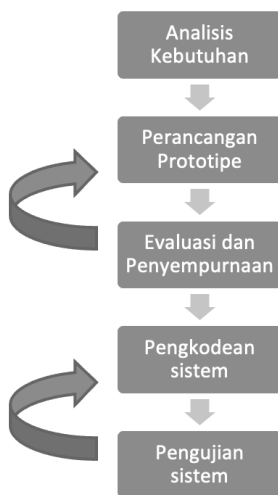 Analisis
Kebutuhan
Perancangan
Prototipe
Evaluasi dan
Penyempurnaan
Pengkodean
sistem
Pengujian
sistem